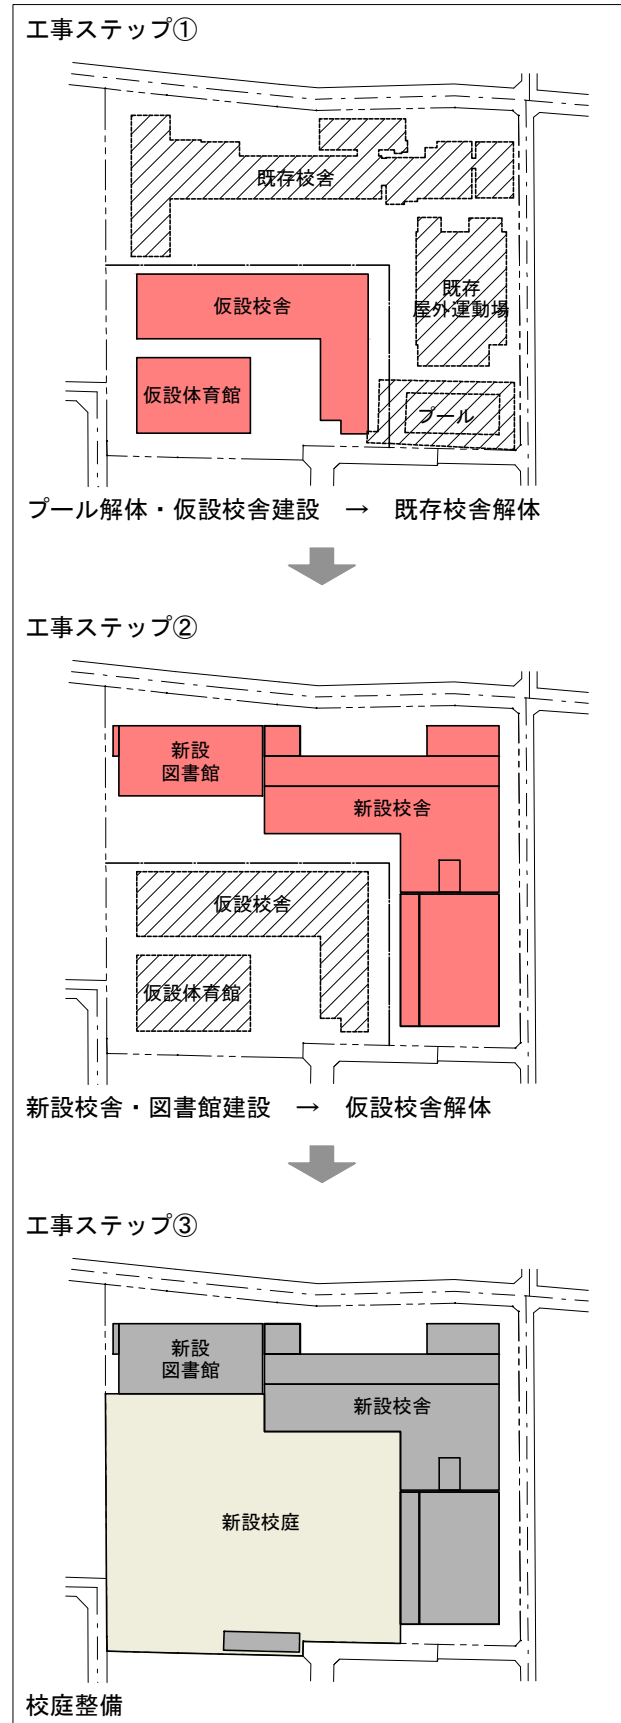 工事ステップ①
既存校舎
仮設校舎
既存
屋外運動場
仮設体育館
プール
プール解体・仮設校舎建設　→　既存校舎解体
工事ステップ②
新設
図書館
新設校舎
仮設校舎
仮設体育館
新設校舎・図書館建設　→　仮設校舎解体
工事ステップ③
新設
図書館
新設校舎
新設校庭
校庭整備